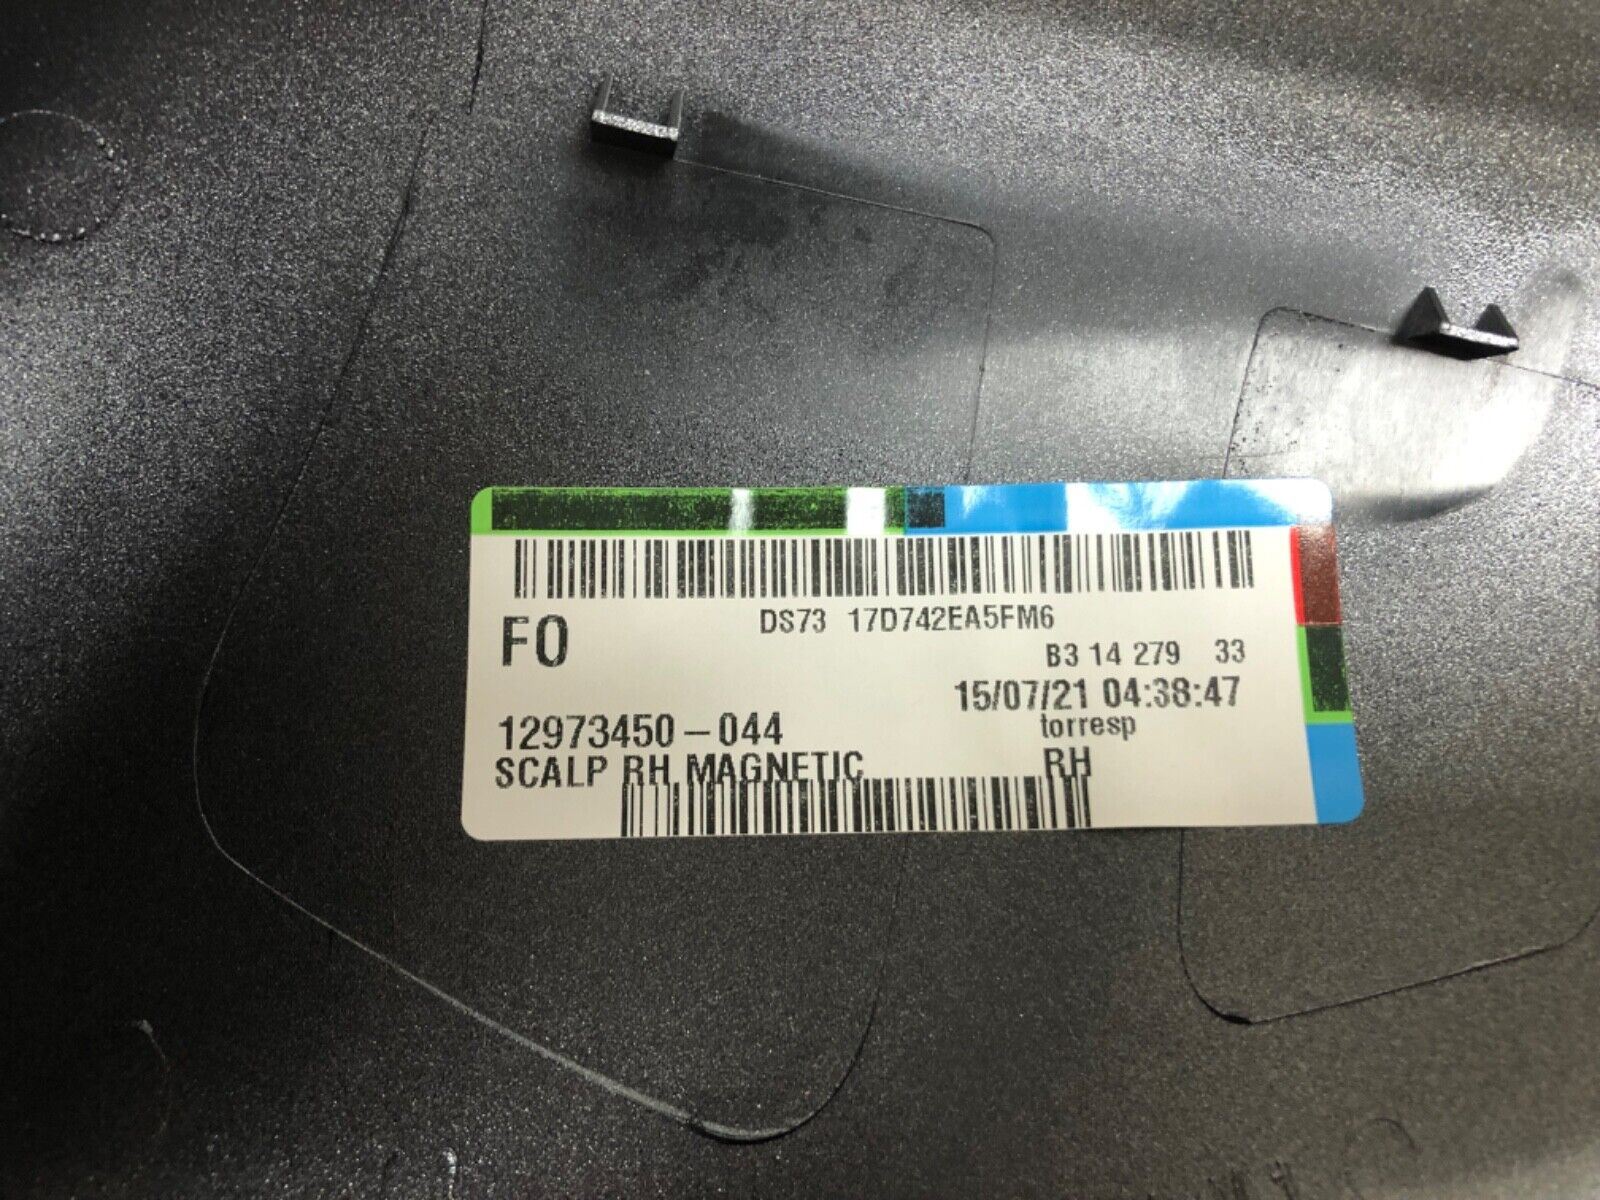 DS73 17D742EA5FM6
FO
B3 14 279 33
15/07/21 04:38:47
12973450-044
torresp
SCALP RH MAGNETIC RH